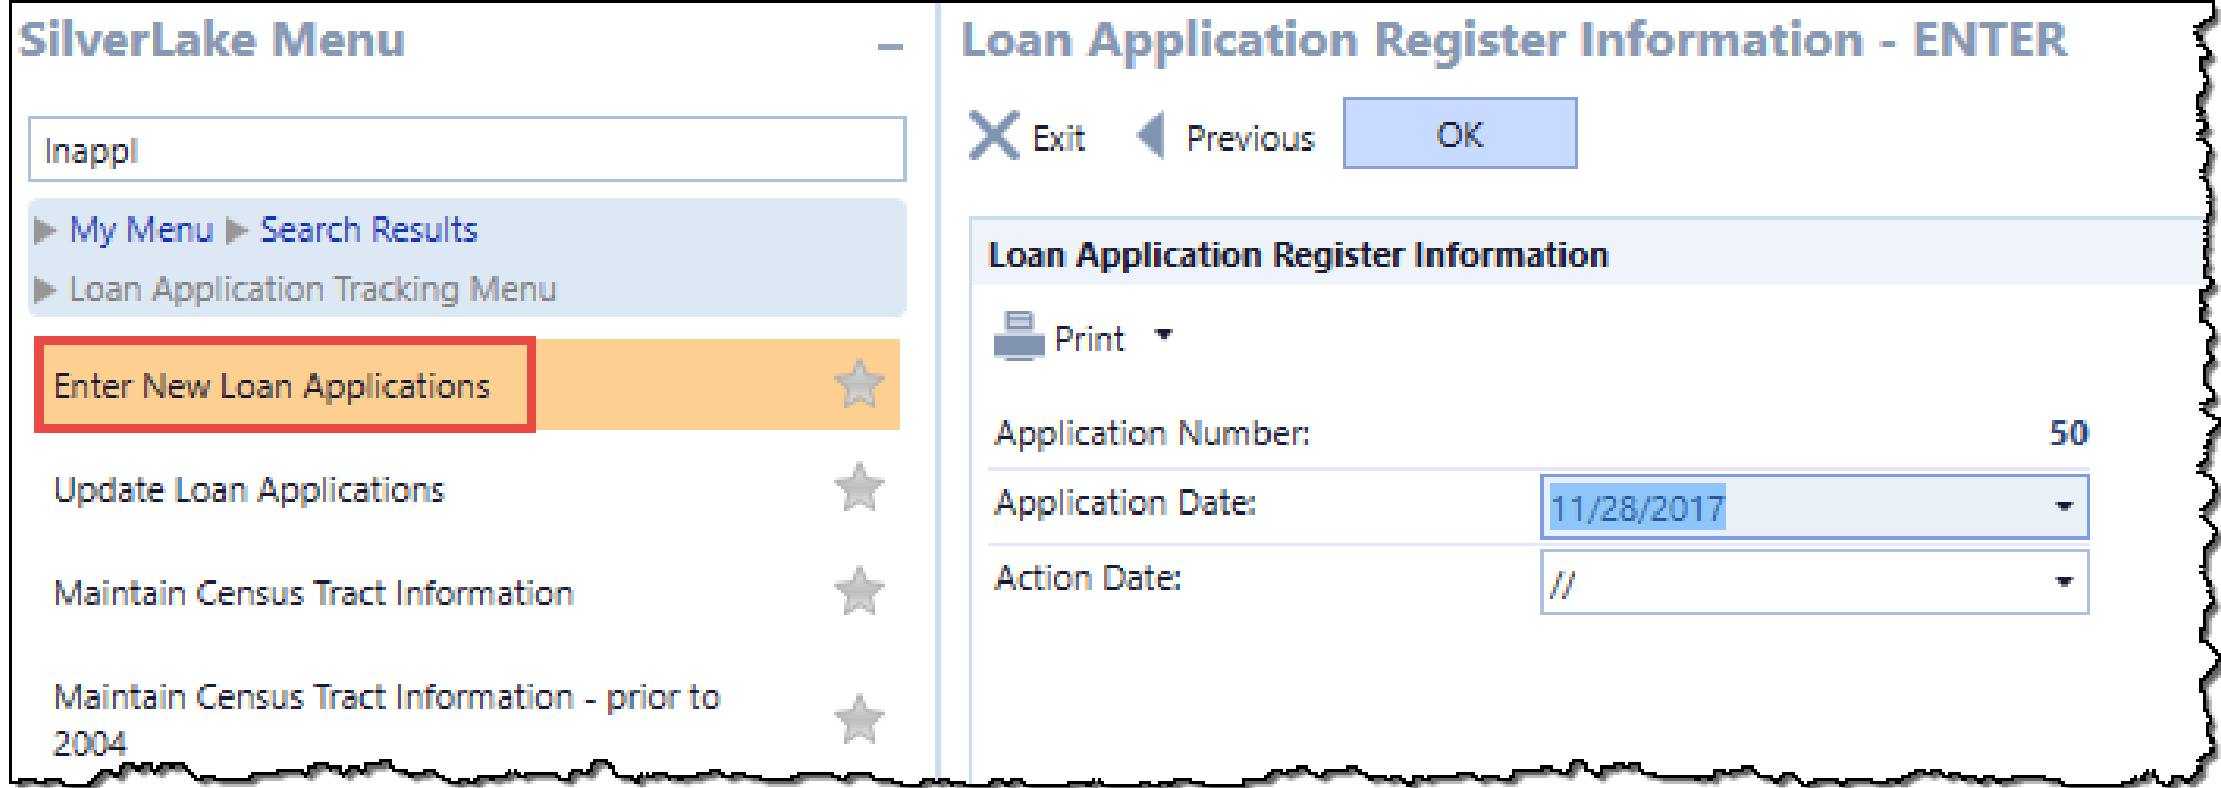 SilverLake Menu
lnappl
My Menu Search Results
Loan Application Tracking Menu
Enter New Loan Applications
Update Loan Applications
Maintain Census Tract Information
Maintain Census Tract Information - prior to
2004
Loan Application Register Information - ENTER
Exit Previous OK
Loan Application Register Information
Print
Application Number: 50
Application Date: 11/28/2017
Action Date: //